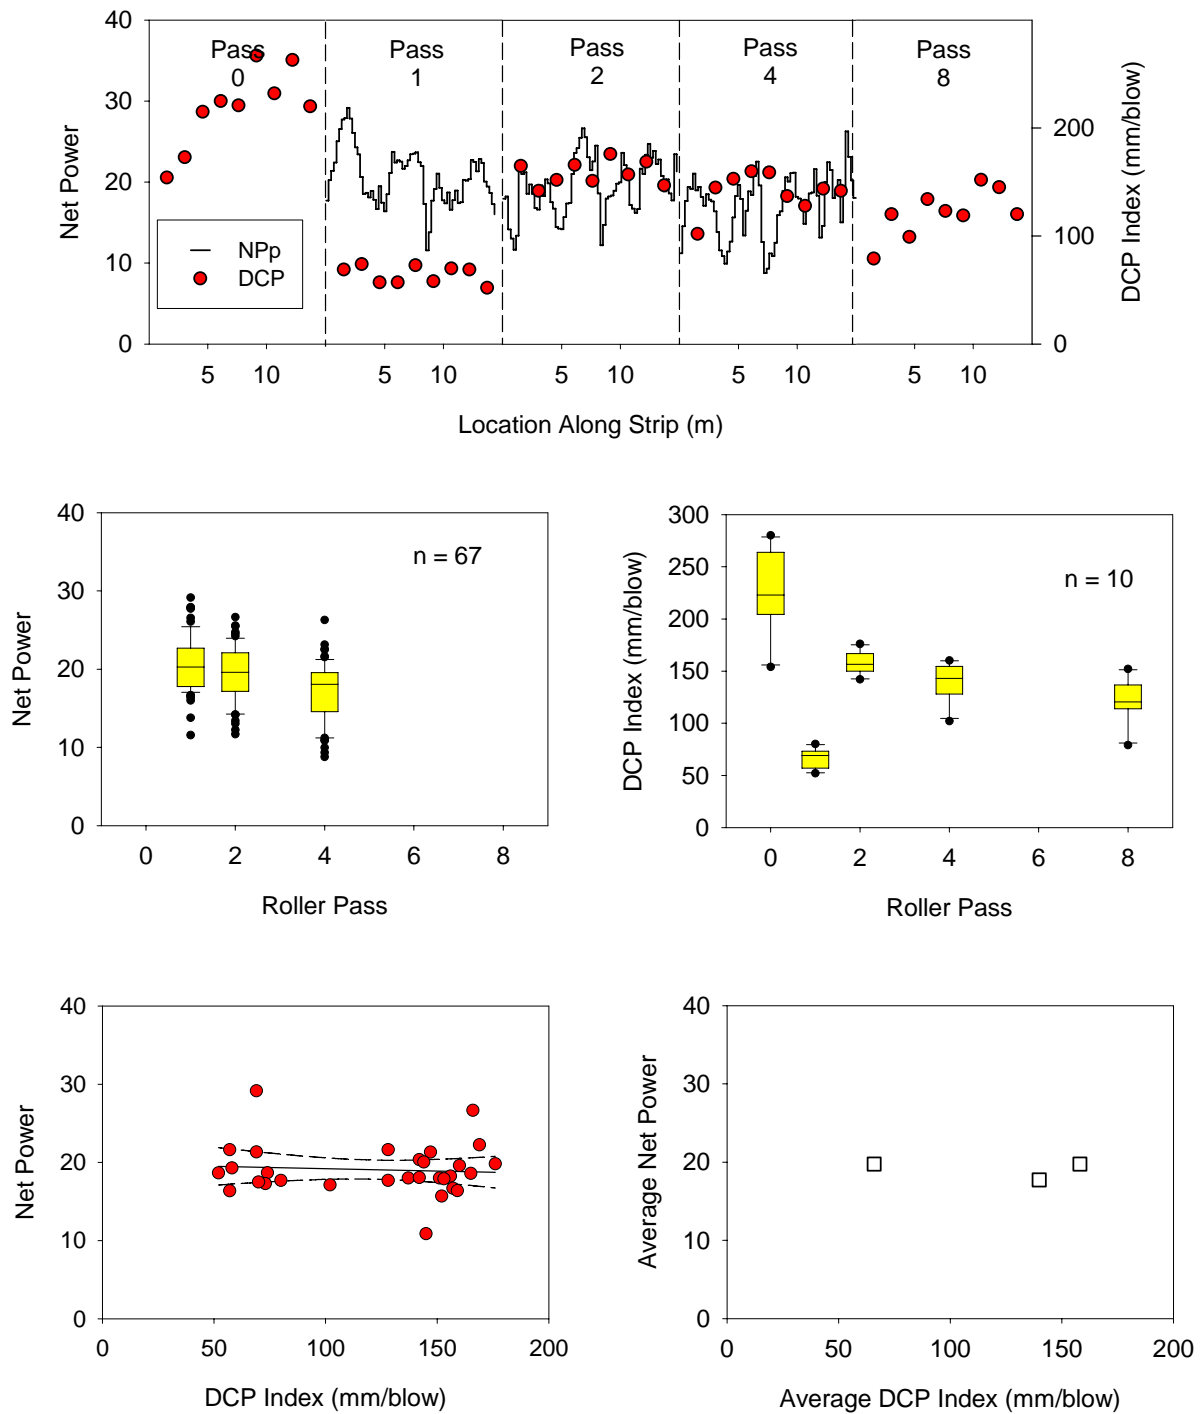 40
30
20
10
0
Net Power
Pass
0
Pass
1
Pass
2
Pass
4
Pass
8
NPp
DCP
200
100
0
DCP Index (mm/blow)
5 10 5 10 5 10 5 10 5 10
Location Along Strip (m)
40
30
20
10
0
Net Power
n = 67
0 2 4 6 8
Roller Pass
300
250
200
150
100
50
0
DCP Index (mm/blow)
n = 10
0 2 4 6 8
Roller Pass
40
30
20
10
0
Net Power
0 50 100 150 200
DCP Index (mm/blow)
40
30
20
10
0
Average Net Power
0 50 100 150 200
Average DCP Index (mm/blow)